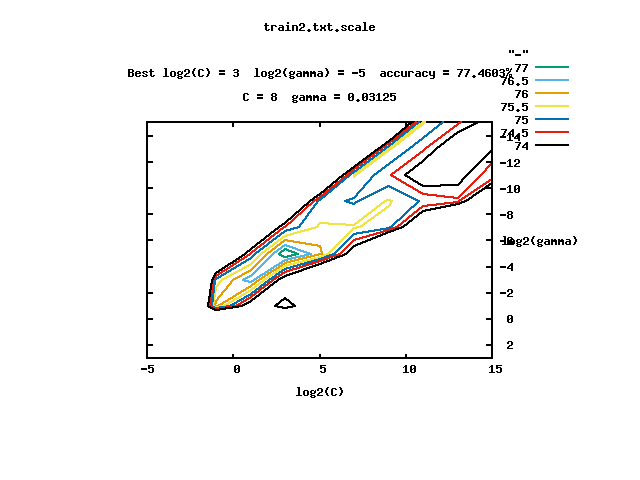 train2.txt.scale
"-"
Best log2(C) = 3  log2(gamma) = -5  accuracy = 77.4603%
77
76.5
76
C = 8  gamma = 0.03125
75.5
75
74.5
-14
74
-12
-10
-8
-6
log2(gamma)
-4
-2
0
2
-5 0 5 10 15
log2(C)